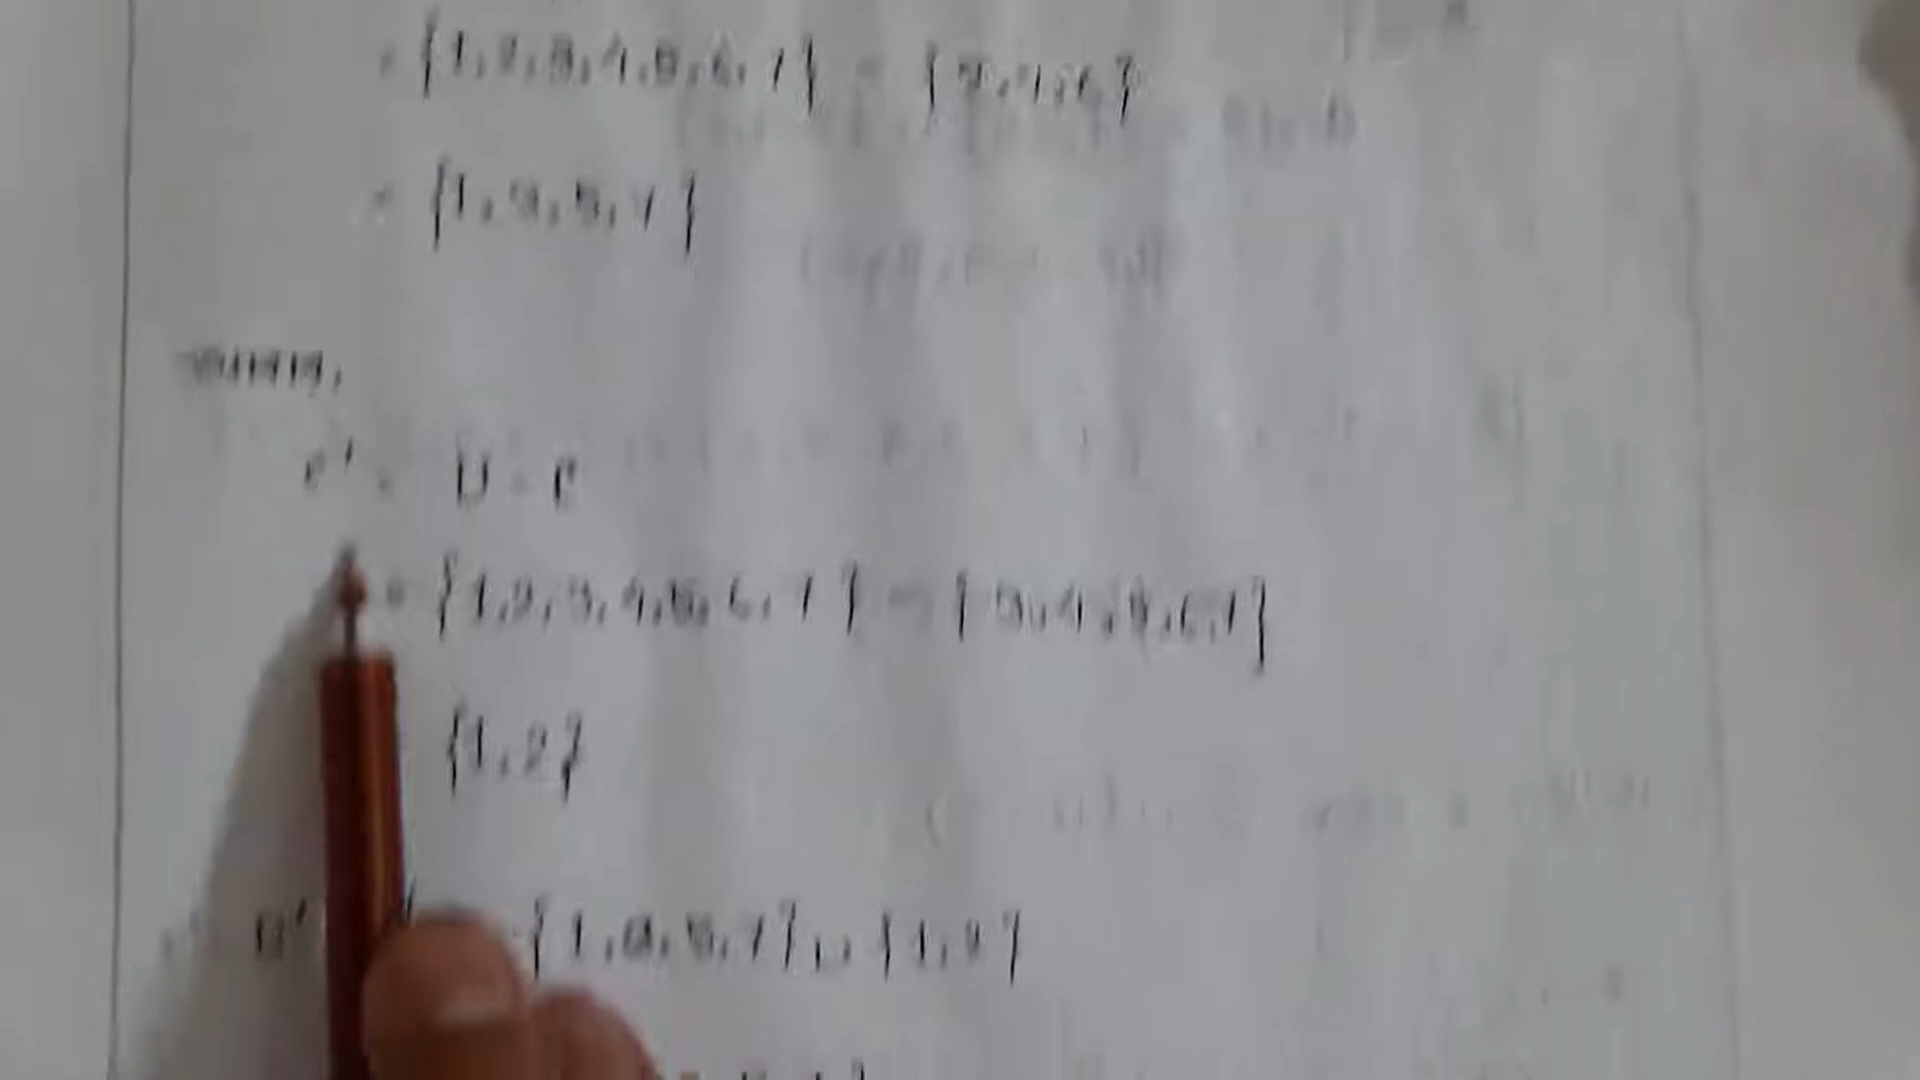 = {1, 2, 3, 4, 5, 6, 7} - {2, 4, 6}
= {1, 3, 5, 7}
আবার,
C' = U - C
= {1, 2, 3, 4, 5, 6, 7} - {3, 4, 5, 6, 7}
{1, 2}
B' {1, 3, 5, 7} ∪ {1, 2}